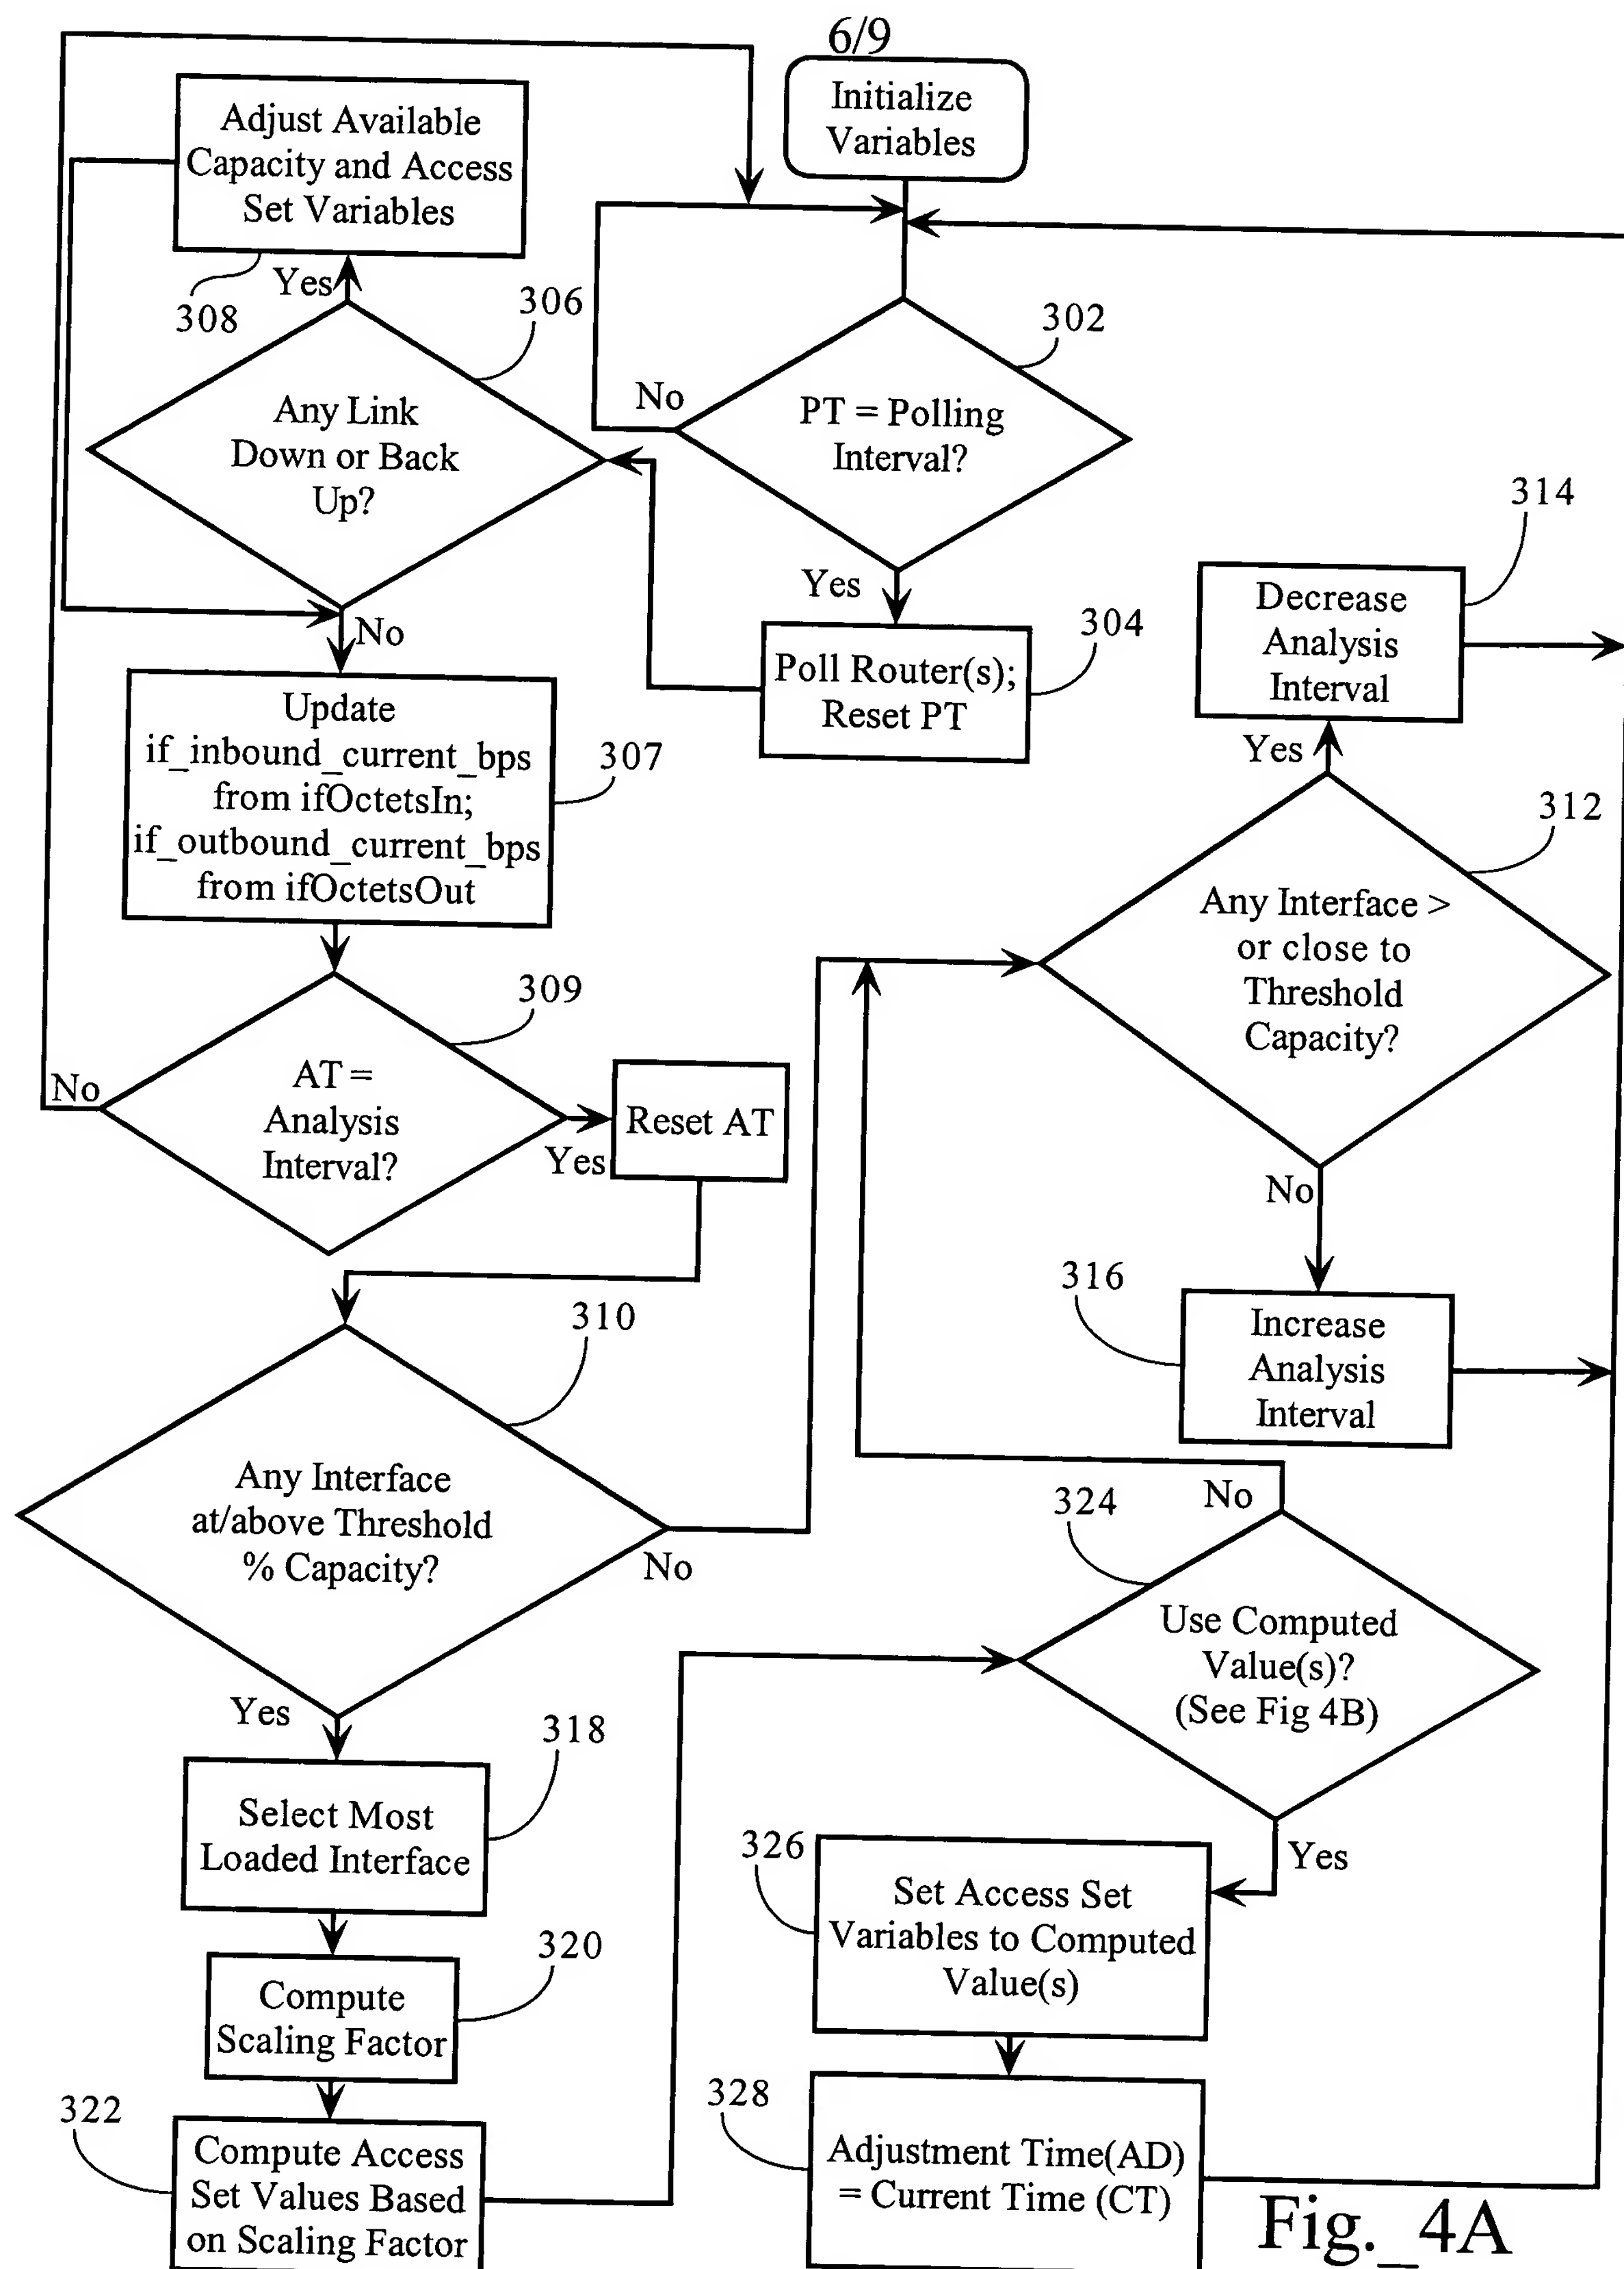 6/9
Initialize
Variables
Adjust Available
Capacity and Access
Set Variables
308
Yes
306
302
Any Link
Down or Back
Up?
No
PT = Polling
Interval?
Yes
No
304
Poll Router(s);
Reset PT
314
Decrease
Analysis
Interval
Yes
Update
if_inbound_current_bps
from ifOctetsIn;
if_outbound_current_bps
from ifOctetsOut
307
312
Any Interface >
or close to
Threshold
Capacity?
309
No
AT =
Analysis
Interval?
Yes
Reset AT
No
316
Increase
Analysis
Interval
310
Any Interface
at/above Threshold
% Capacity?
No
Yes
324
No
Use Computed
Value(s)?
(See Fig 4B)
Yes
318
Select Most
Loaded Interface
326
Set Access Set
Variables to Computed
Value(s)
320
Compute
Scaling Factor
322
Compute Access
Set Values Based
on Scaling Factor
328
Adjustment Time(AD)
= Current Time (CT)
Fig._4A